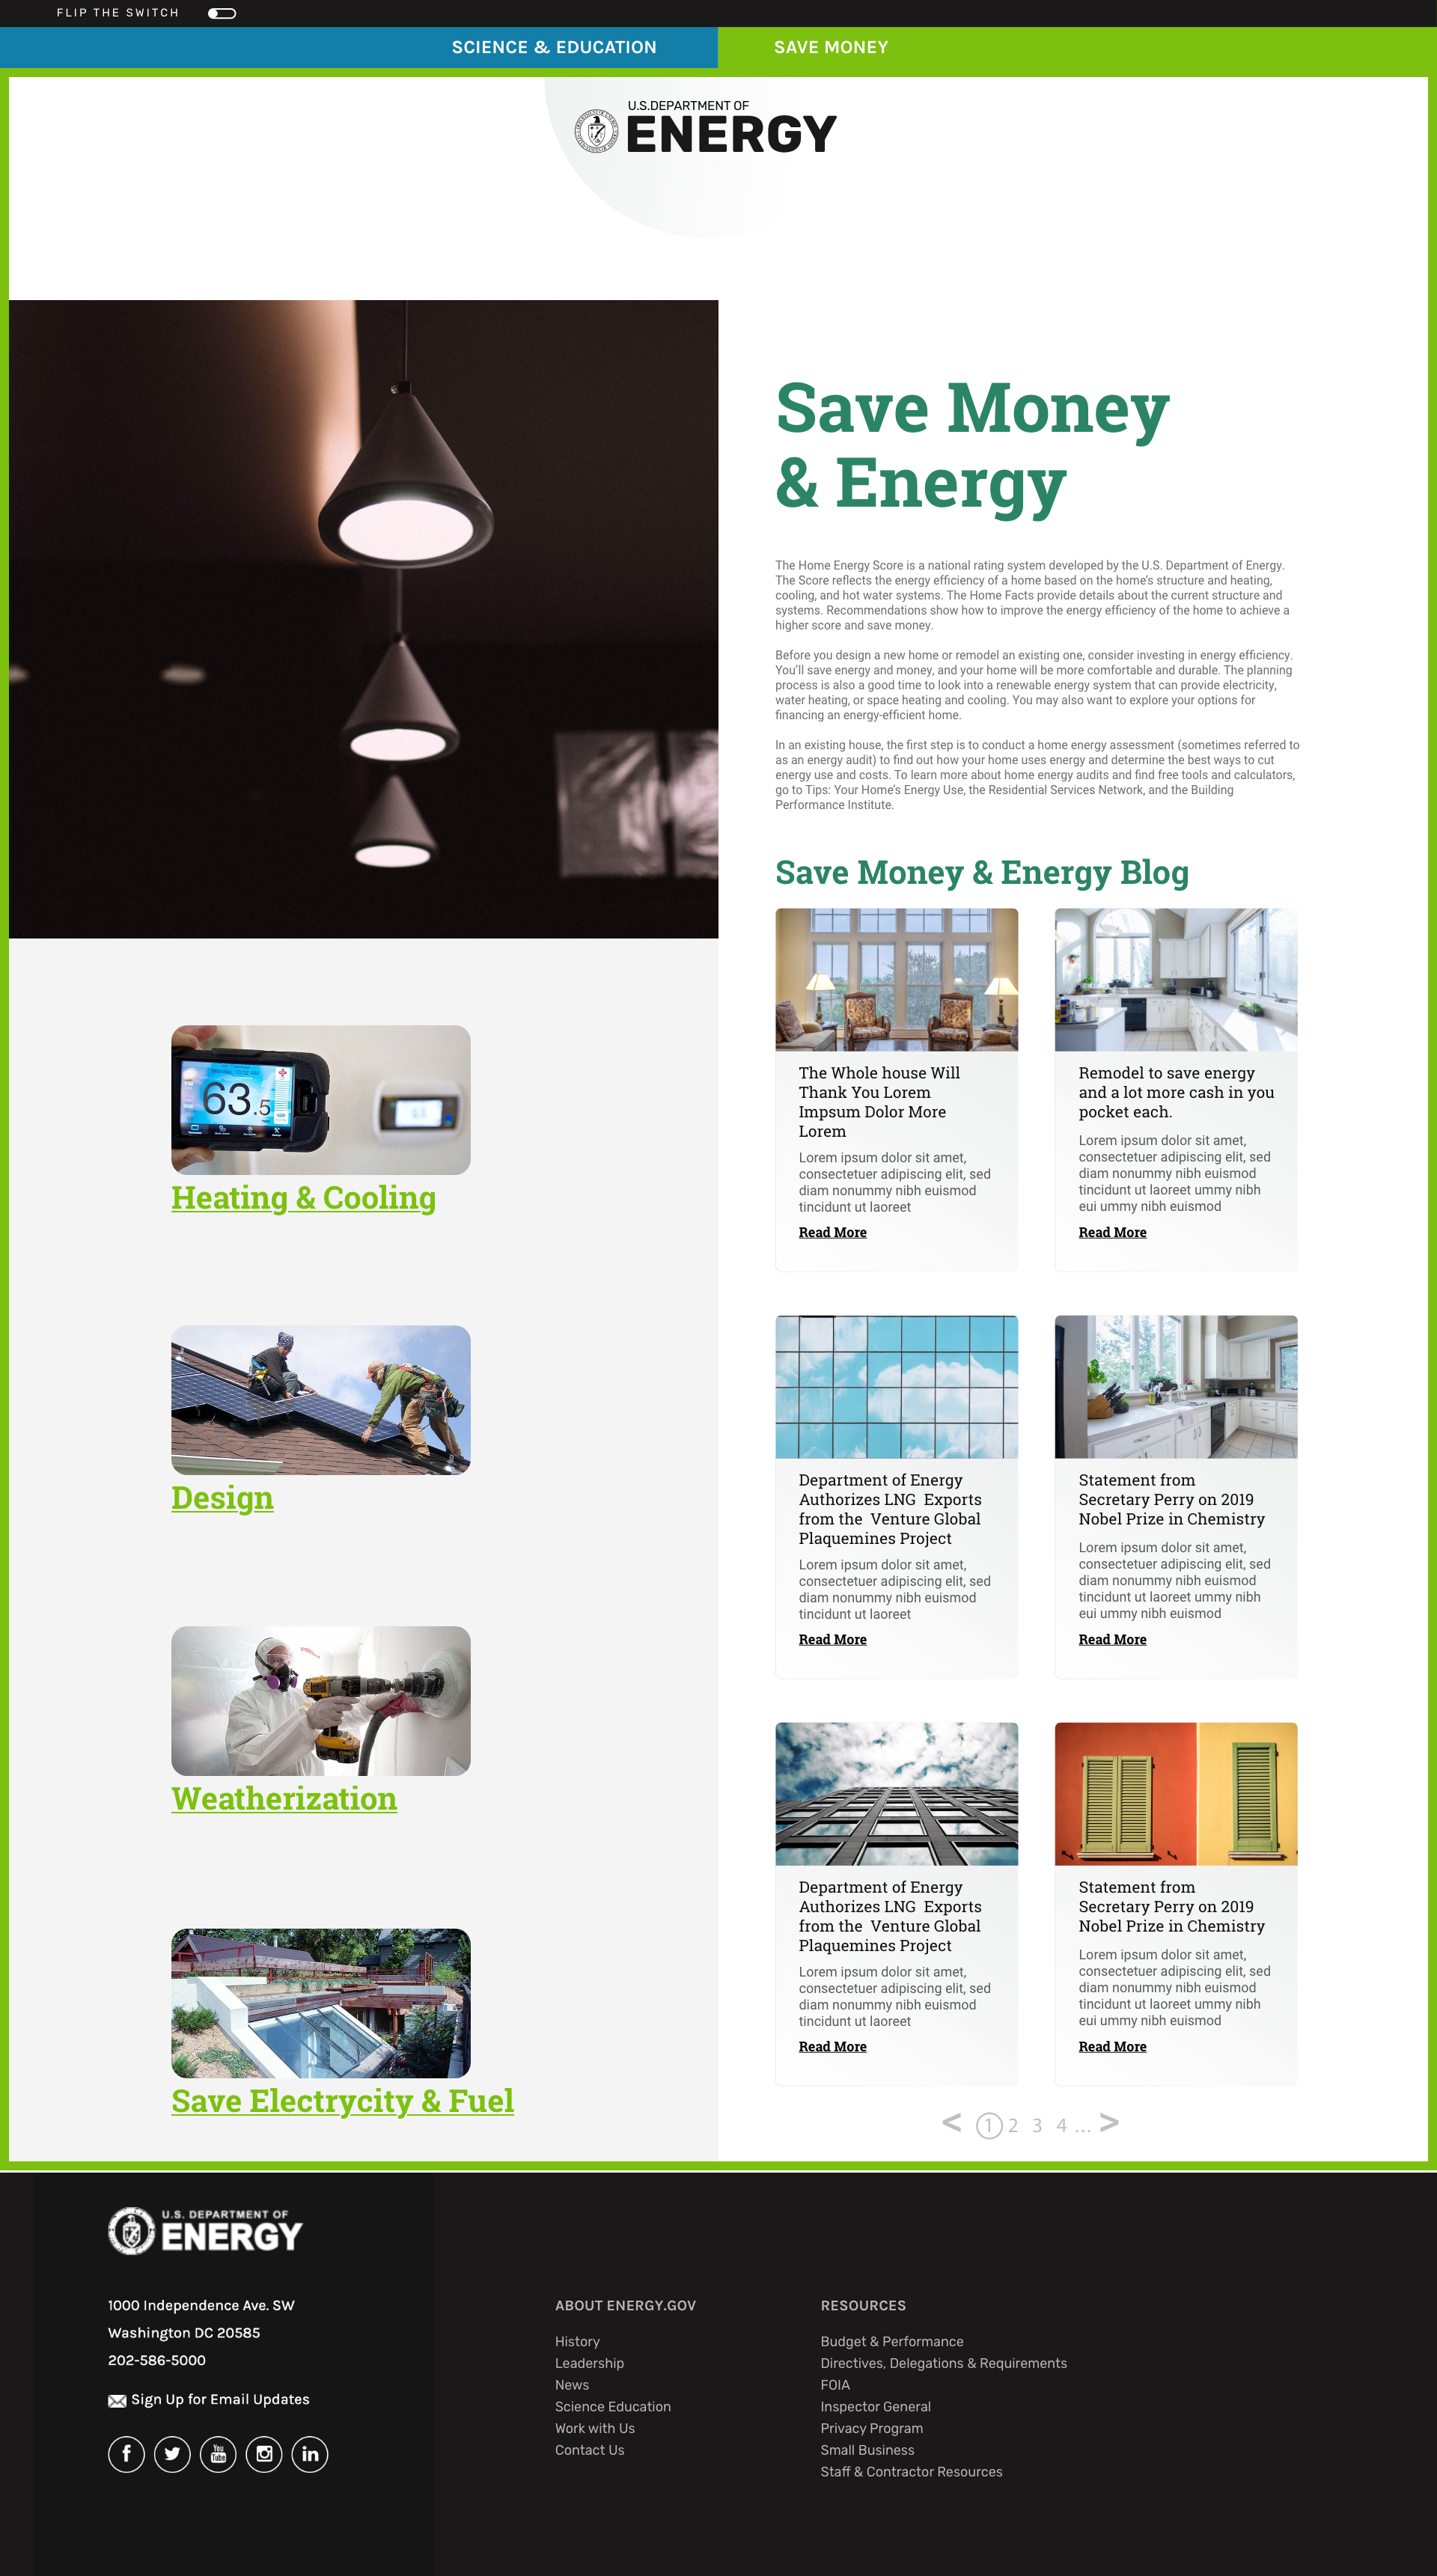 FLIP THE SWITCH
SCIENCE & EDUCATION
SAVE MONEY
U.S.DEPARTMENT OF
ENERGY
Save Money
& Energy
The Home Energy Score is a national rating system developed by the U.S. Department of Energy.
The Score reflects the energy efficiency of a home based on the home's structure and heating,
cooling, and hot water systems. The Home Facts provide details about the current structure and
systems. Recommendations show how to improve the energy efficiency of the home to achieve a
higher score and save money.
Before you design a new home or remodel an existing one, consider investing in energy efficiency.
You'll save energy and money, and your home will be more comfortable and durable. The planning
process is also a good time to look into a renewable energy system that can provide electricity,
water heating, or space heating and cooling. You may also want to explore your options for
financing an energy-efficient home.
In an existing house, the first step is to conduct a home energy assessment (sometimes referred to
as an energy audit) to find out how your home uses energy and determine the best ways to cut
energy use and costs. To learn more about home energy audits and find free tools and calculators,
go to Tips: Your Home's Energy Use, the Residential Services Network, and the Building
Performance Institute.
63.5
Heating & Cooling
Design
Weatherization
Save Electrycity & Fuel
Save Money & Energy Blog
The Whole house Will
Thank You Lorem
Impsum Dolor More
Lorem
Lorem ipsum dolor sit amet,
consectetuer adipiscing elit, sed
diam nonummy nibh euismod
tincidunt ut laoreet
Read More
Remodel to save energy
and a lot more cash in you
pocket each.
Lorem ipsum dolor sit amet,
consectetuer adipiscing elit, sed
diam nonummy nibh euismod
tincidunt ut laoreet ummy nibh
eui ummy nibh euismod
Read More
Department of Energy
Authorizes LNG  Exports
from the  Venture Global
Plaquemines Project
Lorem ipsum dolor sit amet,
consectetuer adipiscing elit, sed
diam nonummy nibh euismod
tincidunt ut laoreet
Read More
Statement from
Secretary Perry on 2019
Nobel Prize in Chemistry
Lorem ipsum dolor sit amet,
consectetuer adipiscing elit, sed
diam nonummy nibh euismod
tincidunt ut laoreet ummy nibh
eui ummy nibh euismod
Read More
Department of Energy
Authorizes LNG  Exports
from the  Venture Global
Plaquemines Project
Lorem ipsum dolor sit amet,
consectetuer adipiscing elit, sed
diam nonummy nibh euismod
tincidunt ut laoreet
Read More
Statement from
Secretary Perry on 2019
Nobel Prize in Chemistry
Lorem ipsum dolor sit amet,
consectetuer adipiscing elit, sed
diam nonummy nibh euismod
tincidunt ut laoreet ummy nibh
eui ummy nibh euismod
Read More
< 1 2 3 4 ... >
U.S. DEPARTMENT OF
ENERGY
1000 Independence Ave. SW
Washington DC 20585
202-586-5000
Sign Up for Email Updates
f You Tube in
ABOUT ENERGY.GOV
History
Leadership
News
Science Education
Work with Us
Contact Us
RESOURCES
Budget & Performance
Directives, Delegations & Requirements
FOIA
Inspector General
Privacy Program
Small Business
Staff & Contractor Resources